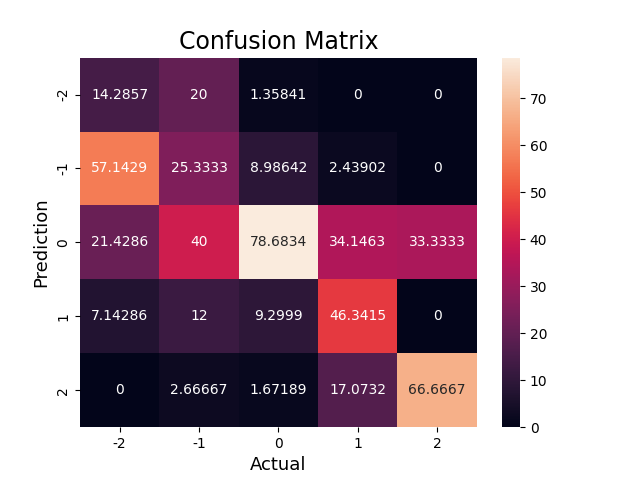 Confusion Matrix
Prediction
-2 14.2857 20 1.35841 0 0
-1 57.1429 25.3333 8.98642 2.43902 0
0 21.4286 40 78.6834 34.1463 33.3333
1 7.14286 12 9.2999 46.3415 0
2 0 2.66667 1.67189 17.0732 66.6667
-2 -1 0 1 2
Actual
70
60
50
40
30
20
10
0